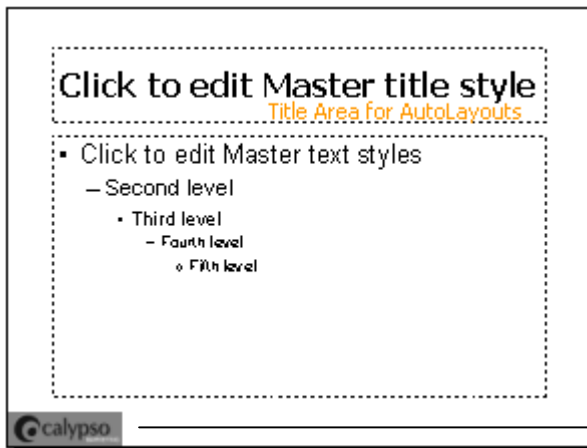 Click to edit Master title style
Title Area for AutoLayouts
▪ Click to edit Master text styles
– Second level
• Third level
– Fourth level
o Fifth level
calypso